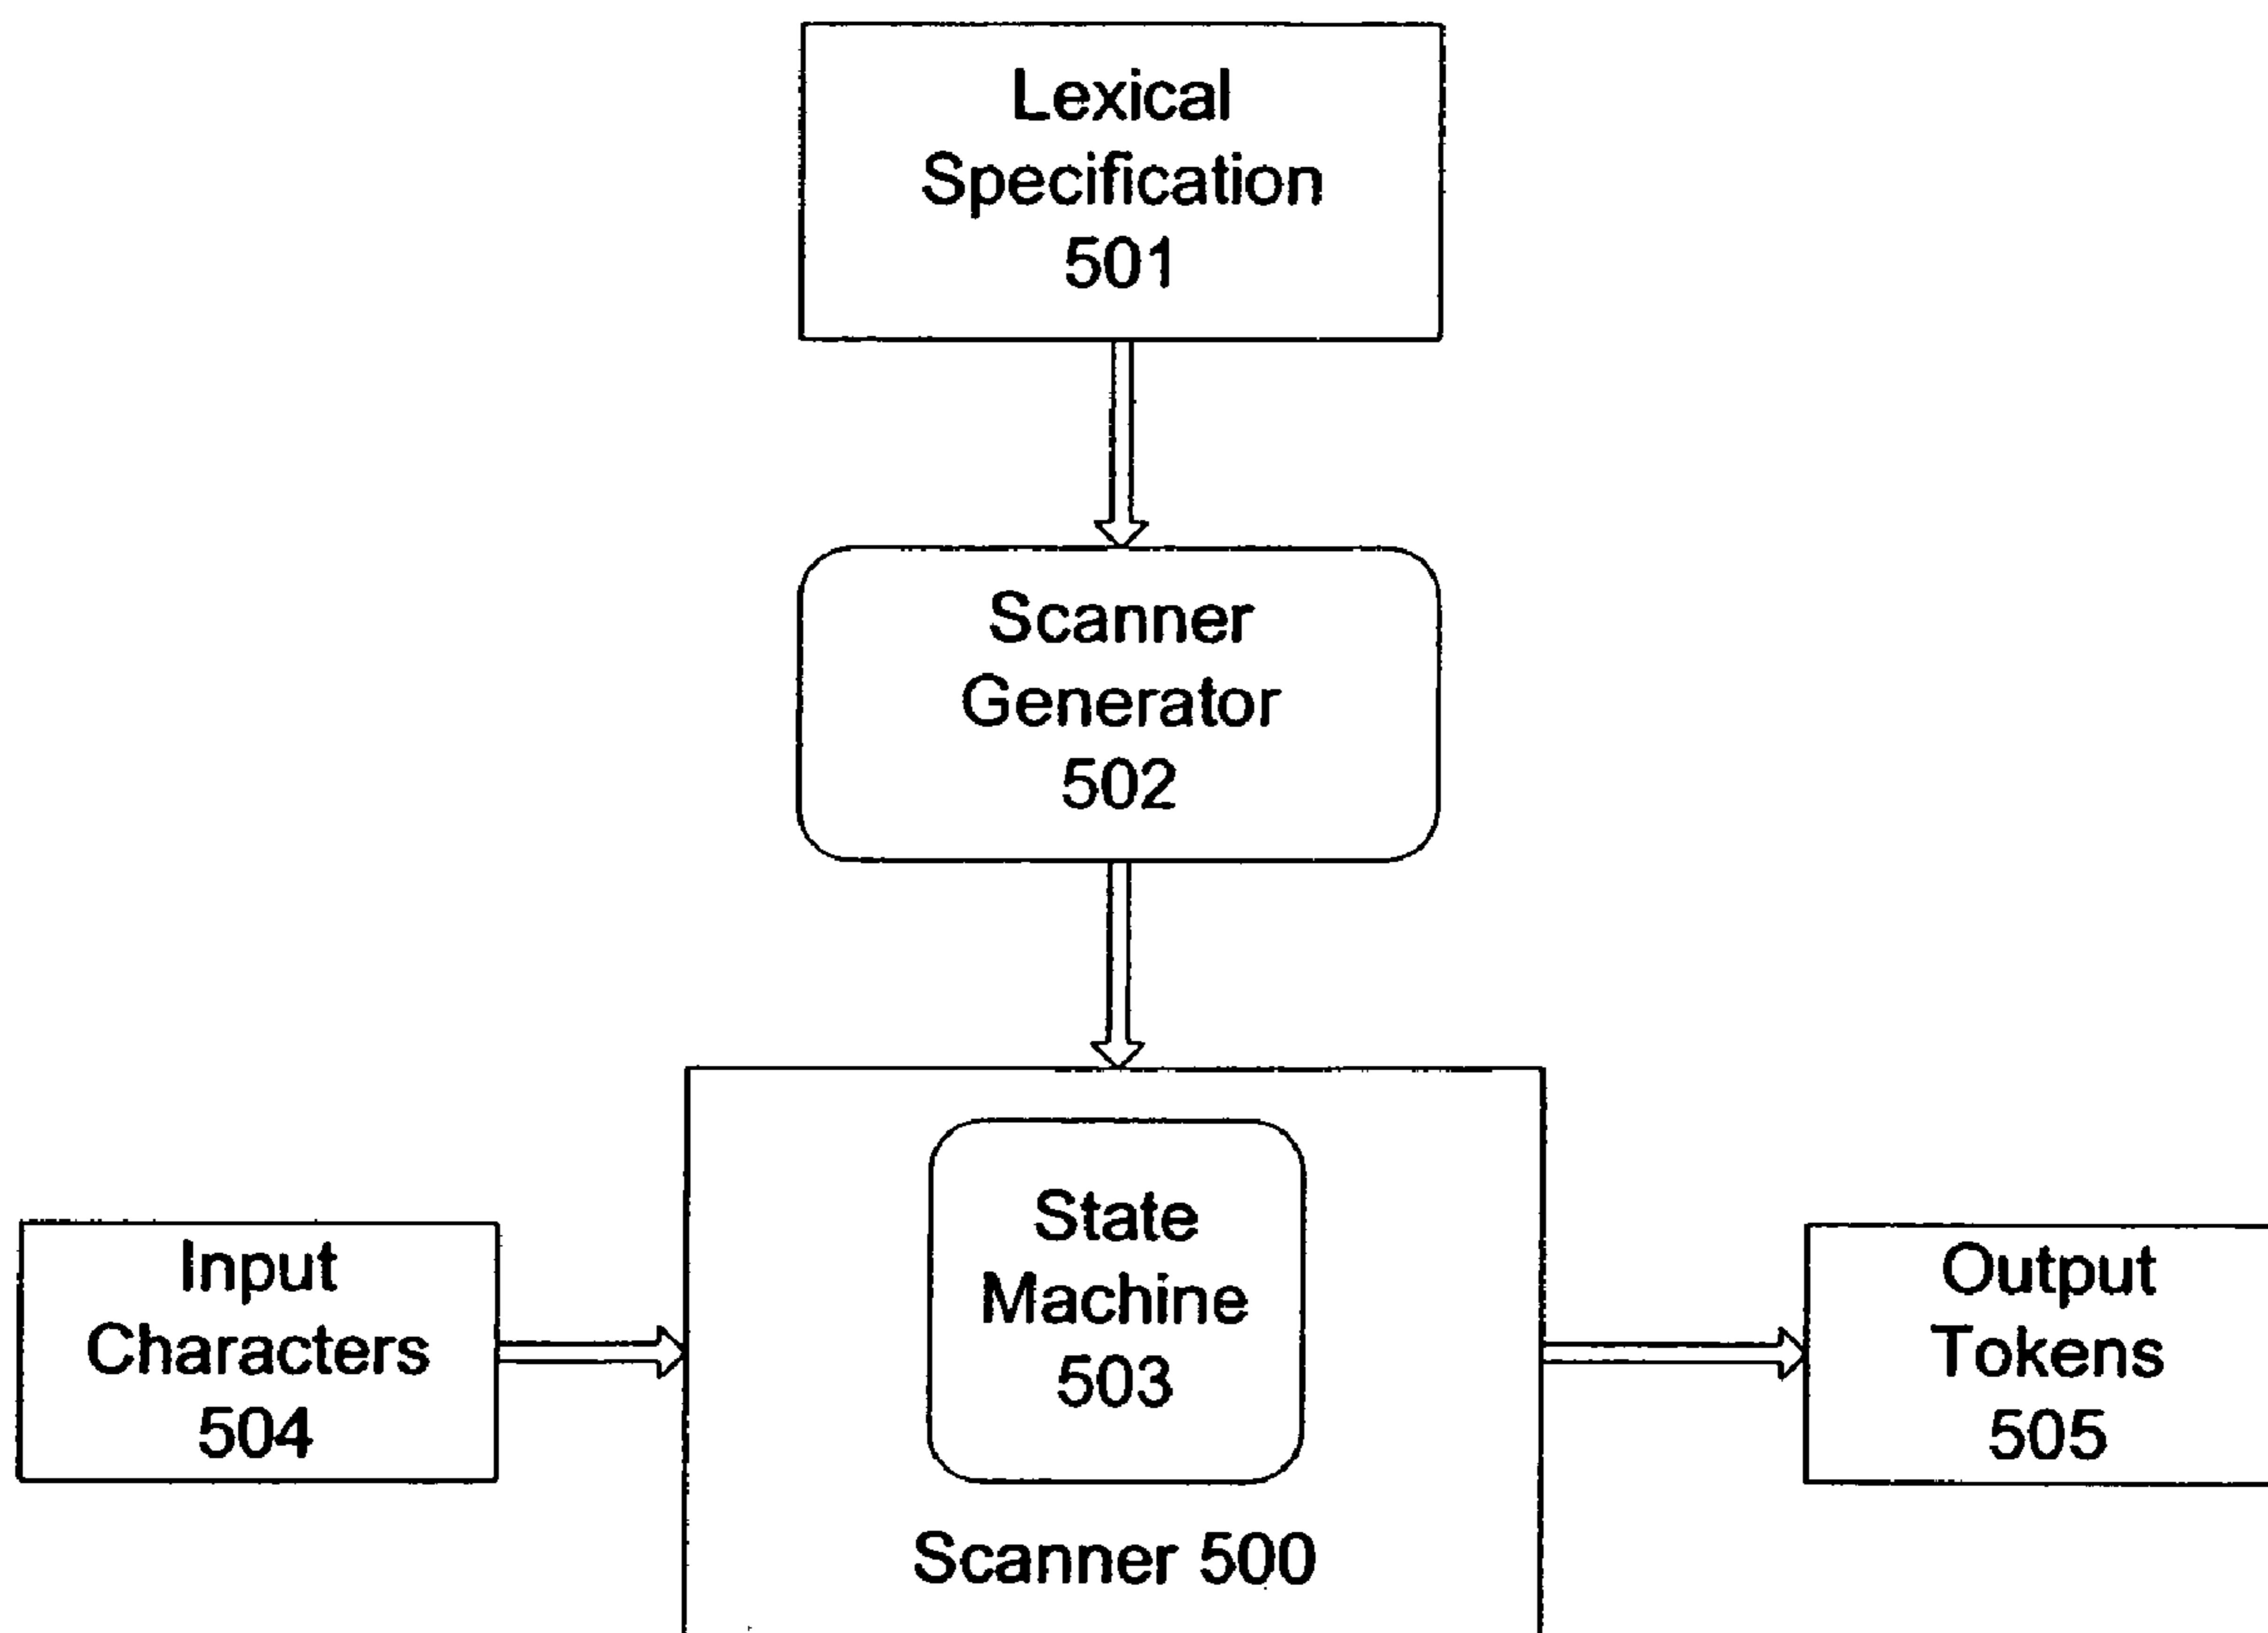 Lexical
Specification
501
Scanner
Generator
502
State
Machine
503
Scanner 500
Input
Characters
504
Output
Tokens
505